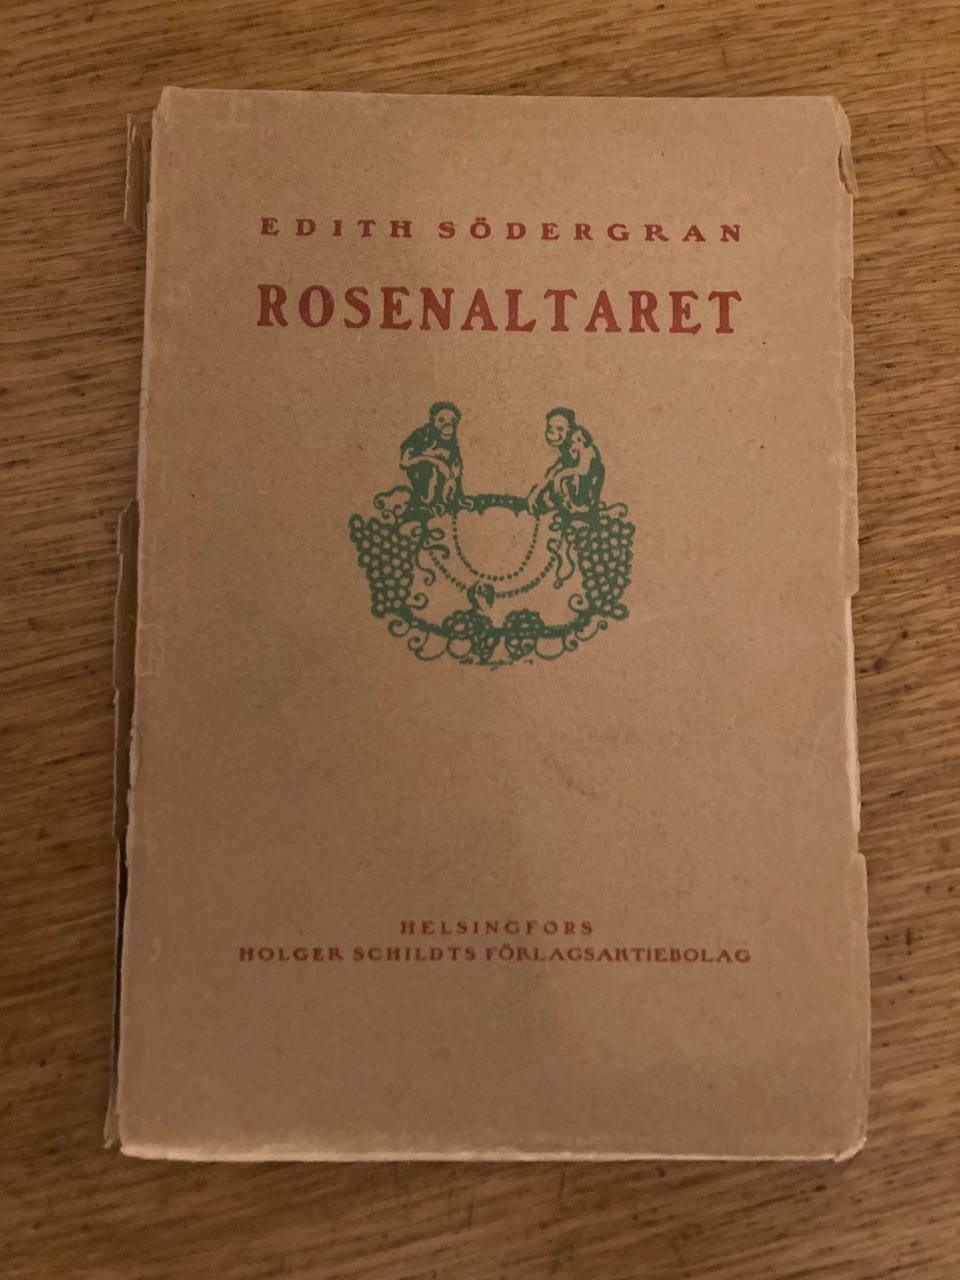 EDITH SÖDERGRAN
ROSENALTARET
HELSINGFORS
HOLGER SCHILDTS FÖRLAGSAKTIEBOLAG